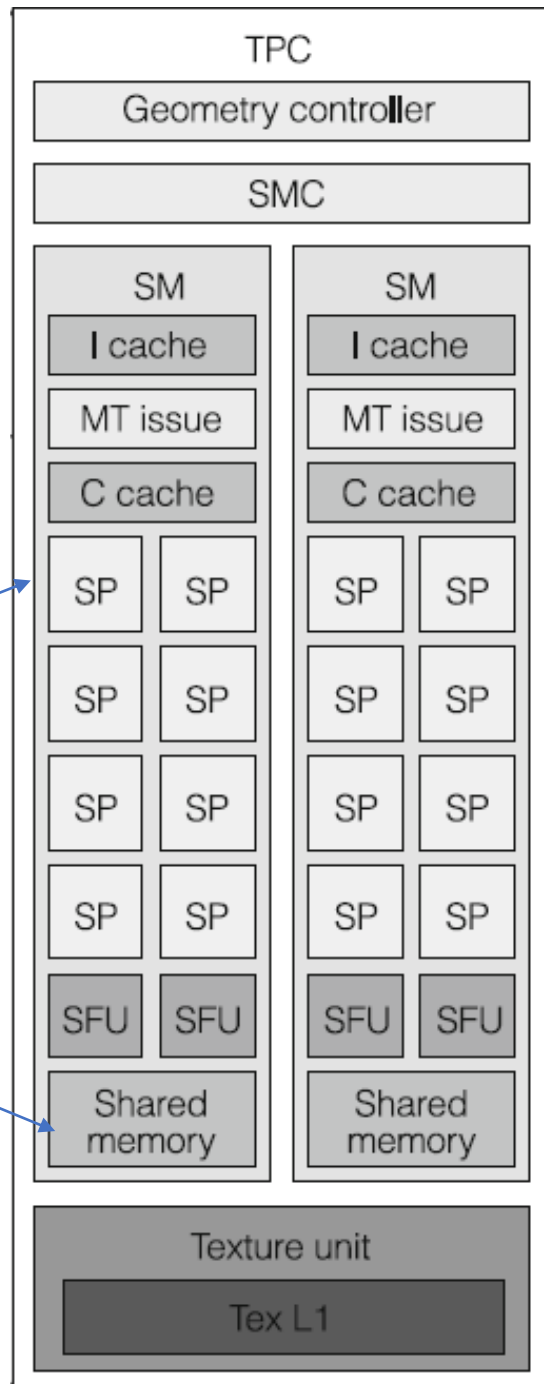 TPC
Geometry controller
SMC
SM SM
I cache I cache
MT issue MT issue
C cache C cache
SP SP SP SP
SP SP SP SP
SP SP SP SP
SP SP SP SP
SFU SFU SFU SFU
Shared Shared
memory memory
Texture unit
Tex L1